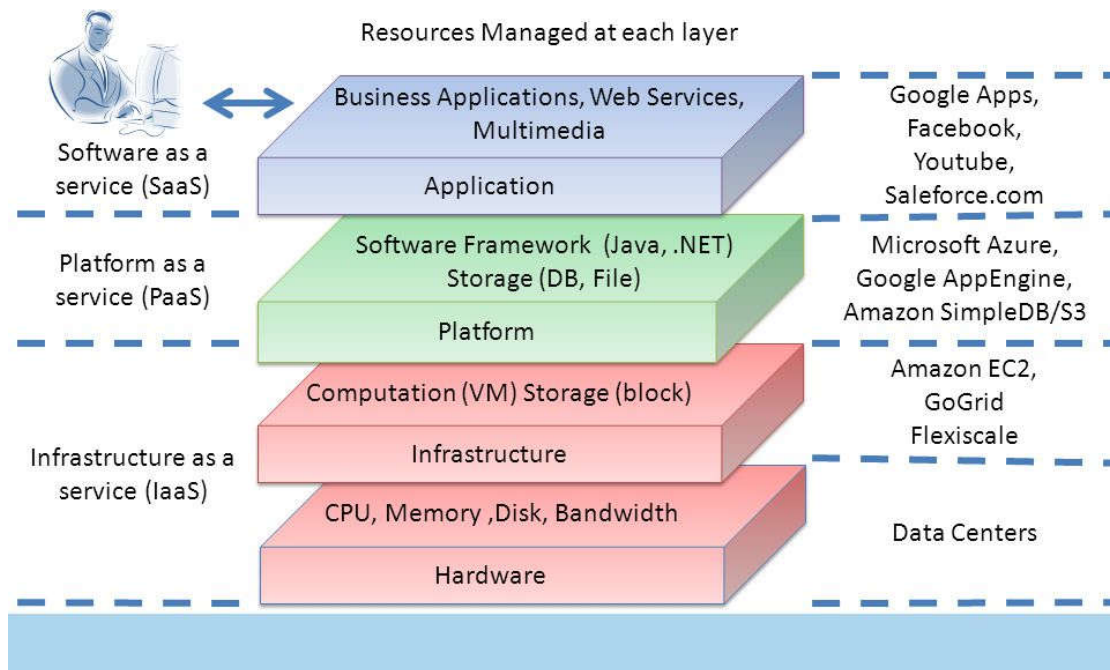 Resources Managed at each layer
Business Applications, Web Services,
Multimedia
Application
Software as a
service (SaaS)
Google Apps,
Facebook,
Youtube,
Saleforce.com
Software Framework (Java, .NET)
Storage (DB, File)
Platform
Platform as a
service (PaaS)
Microsoft Azure,
Google AppEngine,
Amazon SimpleDB/S3
Computation (VM) Storage (block)
Infrastructure
Amazon EC2,
GoGrid
Flexiscale
Infrastructure as a
service (IaaS)
CPU, Memory ,Disk, Bandwidth
Hardware
Data Centers